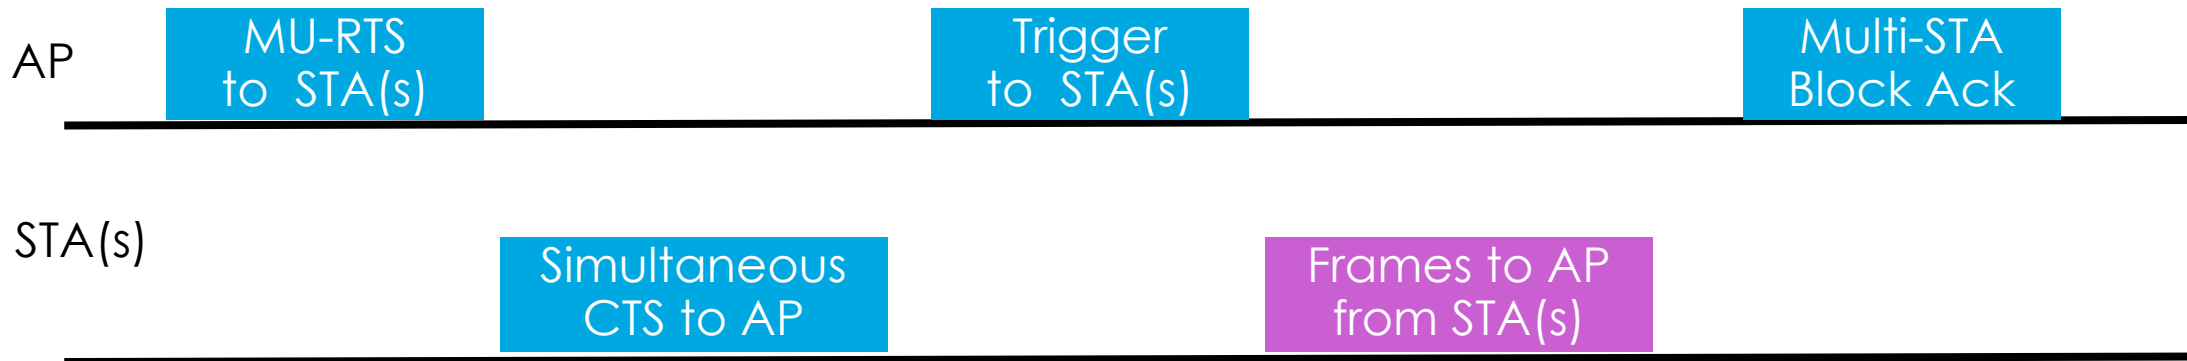 AP
MU-RTS
to STA(s)
Trigger
to STA(s)
Multi-STA
Block Ack
STA(s)
Simultaneous
CTS to AP
Frames to AP
from STA(s)